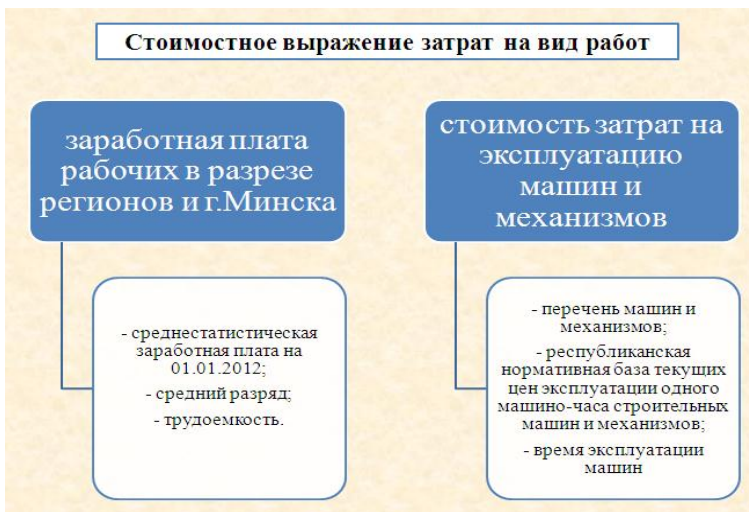 Стоимостное выражение затрат на вид работ
заработная плата
рабочих в разрезе
регионов и г.Минска
- среднестатистическая
заработная плата на
01.01.2012;
- средний разряд;
- трудоемкость.
стоимость затрат на
эксплуатацию
машин и
механизмов
- перечень машин и
механизмов;
- республиканская
нормативная база текущих
цен эксплуатации одного
машино-часа строительных
машин и механизмов;
- время эксплуатации
машин